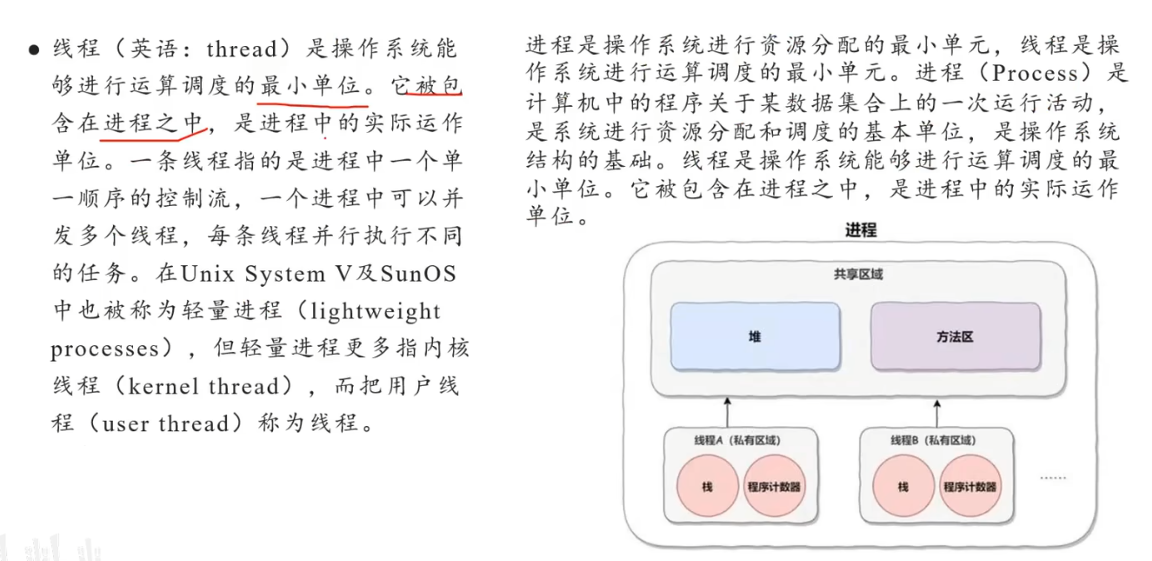 ● 线程（英语：thread）是操作系统能
够进行运算调度的最小单位。它被包
含在进程之中，是进程中的实际运作
单位。一条线程指的是进程中一个单
一顺序的控制流，一个进程中可以并
发多个线程，每条线程并行执行不同
的任务。在Unix System V及SunOS
中也被称为轻量进程（lightweight
processes），但轻量进程更多指内核
线程（kernel thread），而把用户线
程（user thread）称为线程。
进程是操作系统进行资源分配的最小单元，线程是操
作系统进行运算调度的最小单元。进程（Process）是
计算机中的程序关于某数据集合上的一次运行活动，
是系统进行资源分配和调度的基本单位，是操作系统
结构的基础。线程是操作系统能够进行运算调度的最
小单位。它被包含在进程之中，是进程中的实际运作
单位。
进程
共享区域
堆
方法区
线程A（私有区域）
栈
程序计数器
线程B（私有区域）
栈
程序计数器
......